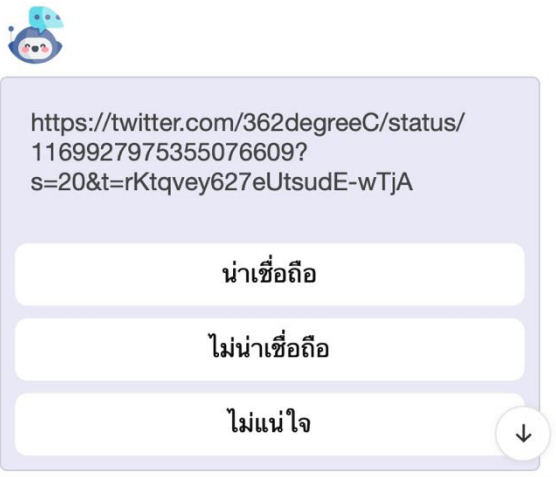 https://twitter.com/362degreeC/status/
1169927975355076609?
s=20&t=rKtqvey627eUtsudE-wTjA
น่าเชื่อถือ
ไม่น่าเชื่อถือ
ไม่แน่ใจ